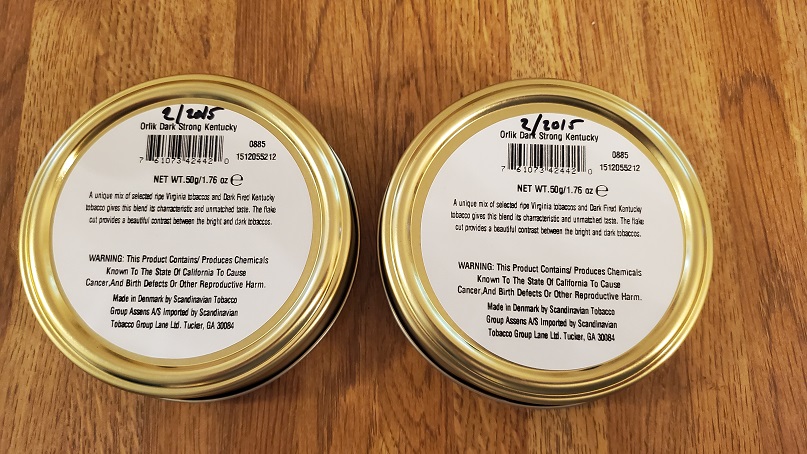 2/2015
Orlik Dark Strong Kentucky
0885
7 61073 42442 0
1512055212
NET WT.50g/1.76 oz ℮
A unique mix of selected ripe Virginia tobaccos and Dark Fired Kentucky
tobacco gives this blend its charracteristic and unmatched taste. The flake
cut provides a beautiful contrast between the bright and dark tobaccos.
WARNING: This Product Contains/ Produces Chemicals
Known To The State Of California To Cause
Cancer,And Birth Defects Or Other Reproductive Harm.
Made in Denmark by Scandinavian Tobacco
Group Assens A/S Imported by Scandinavian
Tobacco Group Lane Ltd. Tucker, GA 30084
2/2015
Orlik Dark Strong Kentucky
0885
7 61073 42442 0
1512055212
NET WT.50g/1.76 oz ℮
A unique mix of selected ripe Virginia tobaccos and Dark Fired Kentucky
tobacco gives this blend its charracteristic and unmatched taste. The flake
cut provides a beautiful contrast between the bright and dark tobaccos.
WARNING: This Product Contains/ Produces Chemicals
Known To The State Of California To Cause
Cancer,And Birth Defects Or Other Reproductive Harm.
Made in Denmark by Scandinavian Tobacco
Group Assens A/S Imported by Scandinavian
Tobacco Group Lane Ltd. Tucker, GA 30084